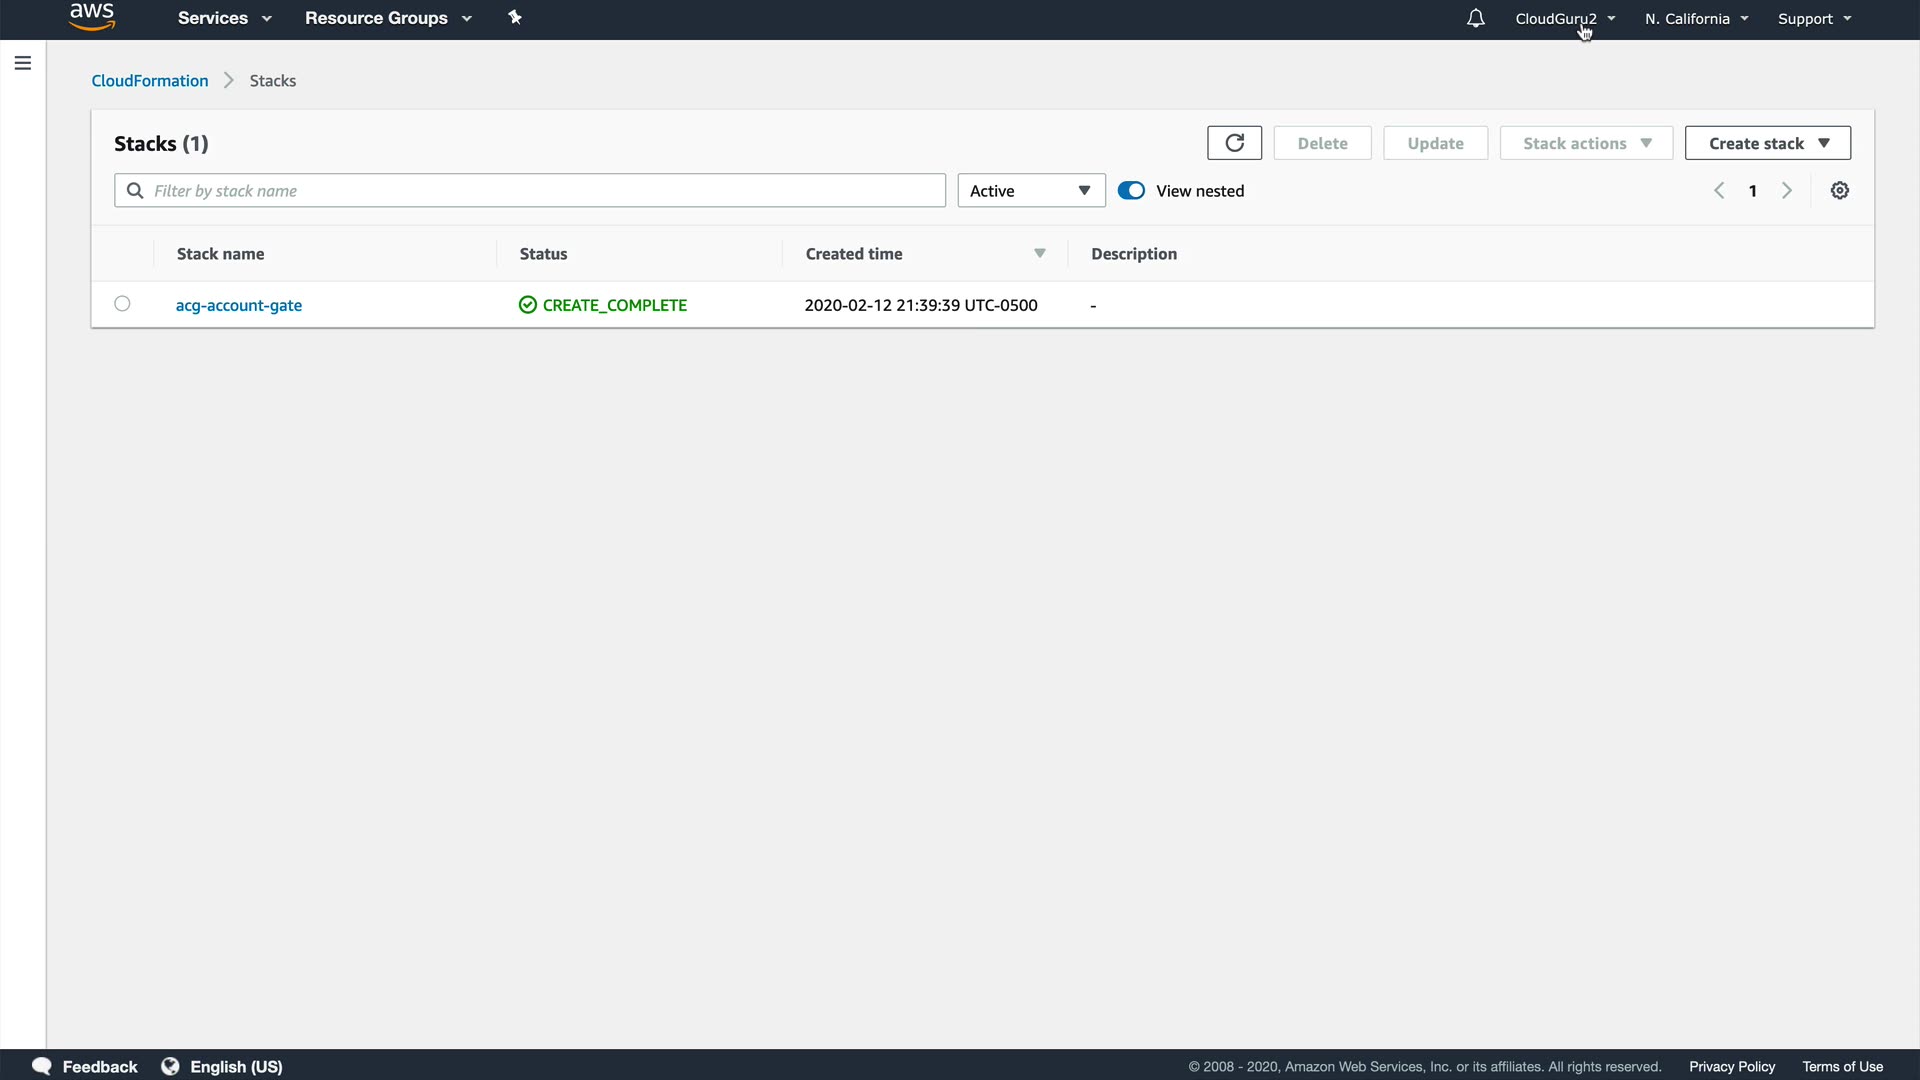 aws Services Resource Groups CloudGuru2 N. California Support
CloudFormation Stacks
Stacks (1) Delete Update Stack actions Create stack
Filter by stack name Active View nested 1
Stack name Status Created time Description
acg-account-gate CREATE_COMPLETE 2020-02-12 21:39:39 UTC-0500 -
Feedback English (US) © 2008 - 2020, Amazon Web Services, Inc. or its affiliates. All rights reserved. Privacy Policy Terms of Use